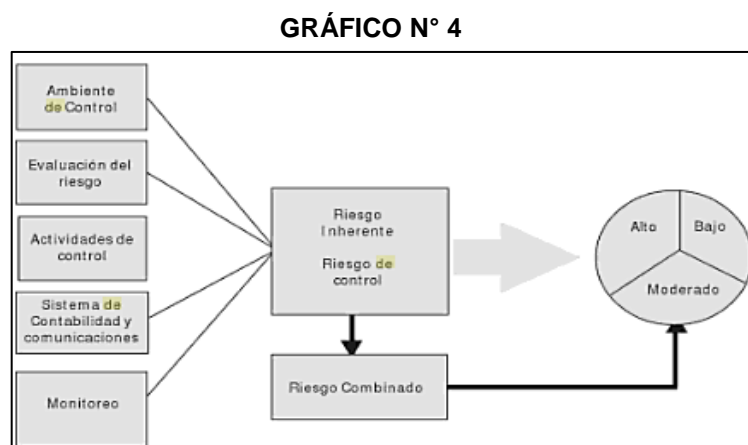 GRÁFICO N° 4
Ambiente
de Control
Evaluación del
riesgo
Actividades de
control
Sistema de
Contabilidad y
comunicaciones
Monitoreo
Riesgo
Inherente
Riesgo de
control
Riesgo Combinado
Alto
Bajo
Moderado